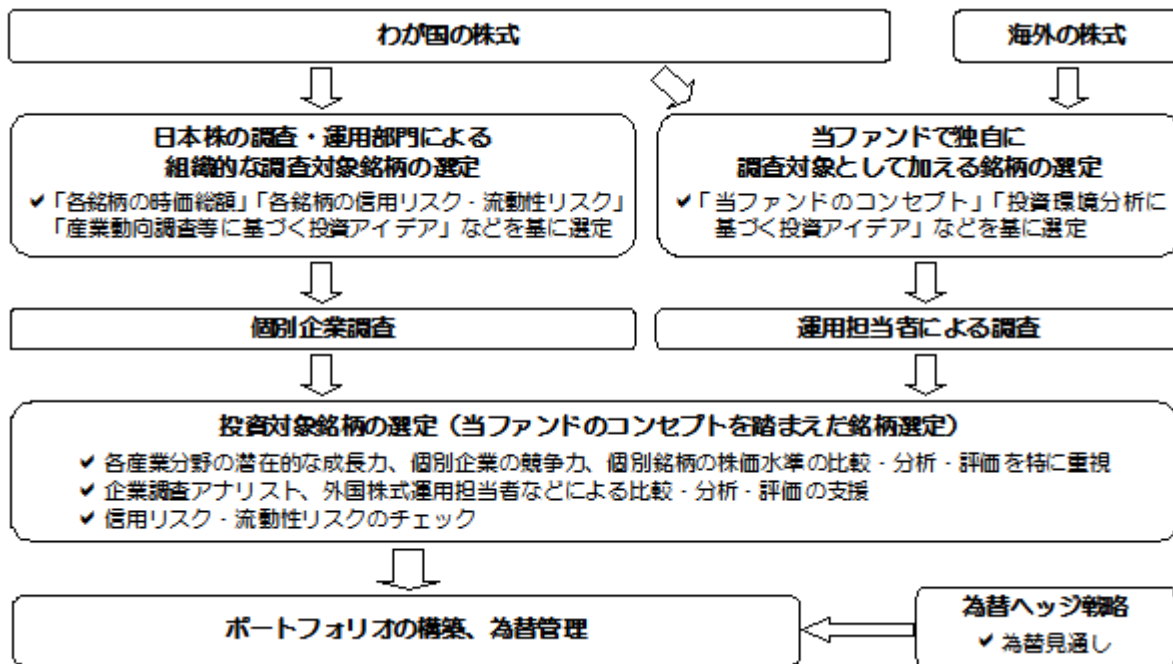 わが国の株式
海外の株式
日本株の調査・運用部門による
組織的な調査対象銘柄の選定
✔「各銘柄の時価総額」「各銘柄の信用リスク・流動性リスク」
「産業動向調査等に基づく投資アイデア」などを基に選定
当ファンドで独自に
調査対象として加える銘柄の選定
✔「当ファンドのコンセプト」「投資環境分析に
基づく投資アイデア」などを基に選定
個別企業調査
運用担当者による調査
投資対象銘柄の選定（当ファンドのコンセプトを踏まえた銘柄選定）
✔ 各産業分野の潜在的な成長力、個別企業の競争力、個別銘柄の株価水準の比較・分析・評価を特に重視
✔ 企業調査アナリスト、外国株式運用担当者などによる比較・分析・評価の支援
✔ 信用リスク・流動性リスクのチェック
ポートフォリオの構築、為替管理
為替ヘッジ戦略
✔ 為替見通し